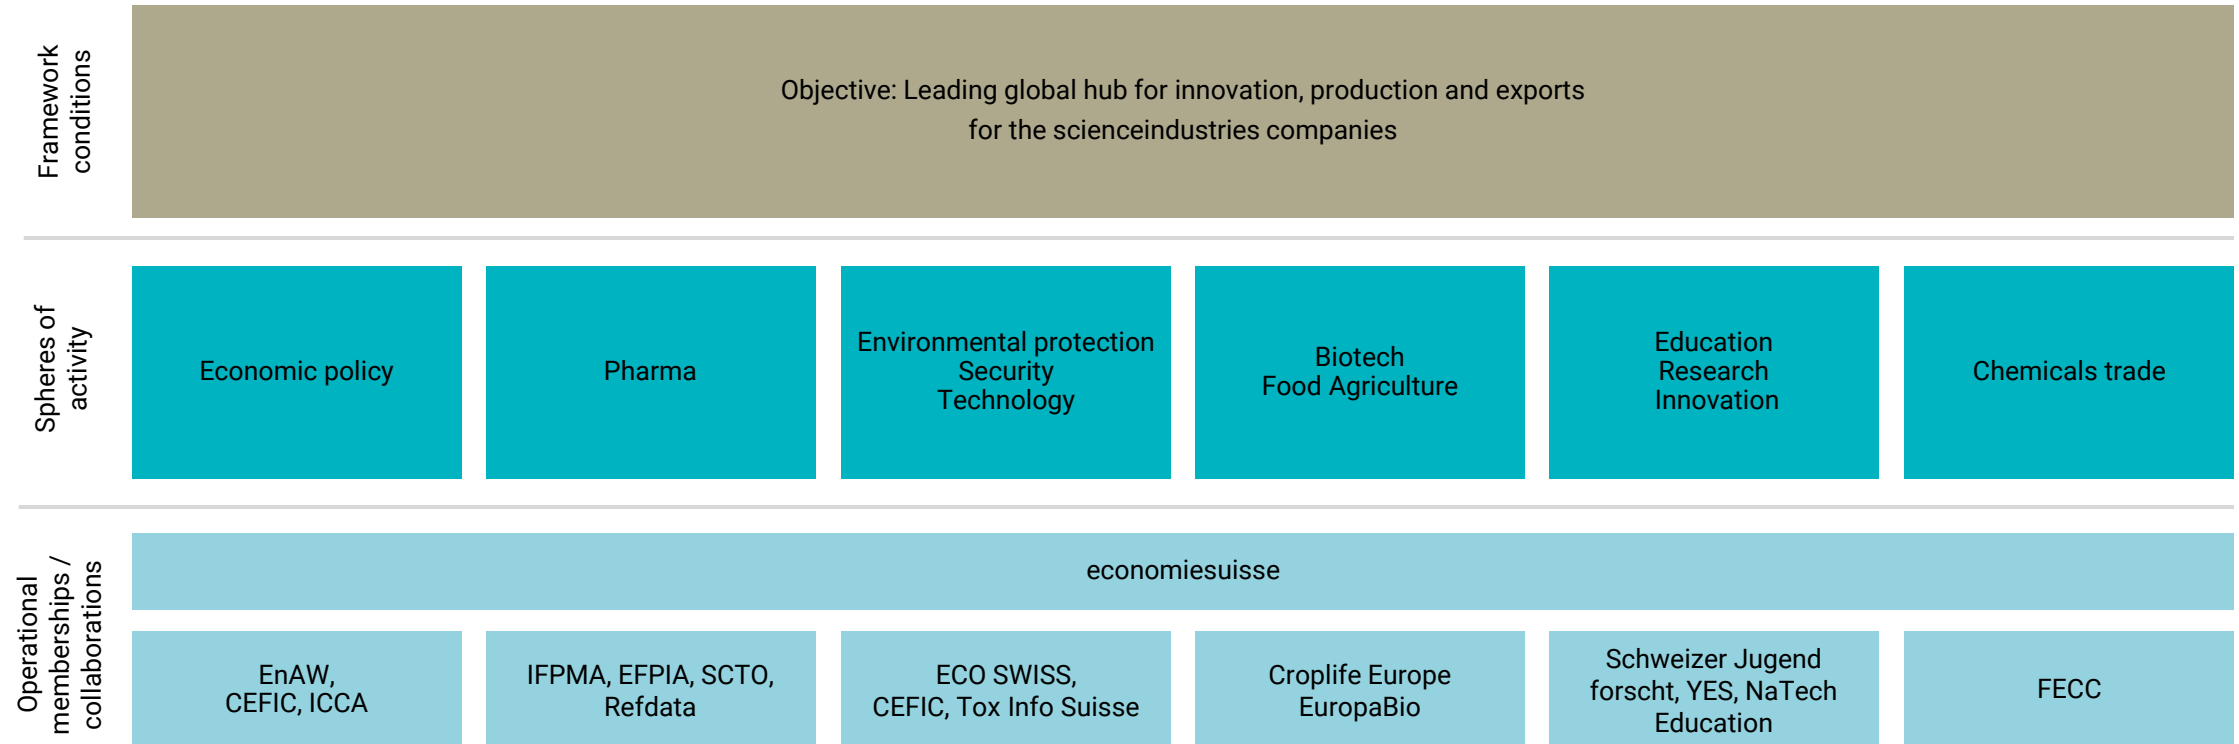 Framework
conditions
Objective: Leading global hub for innovation, production and exports
for the scienceindustries companies
Spheres of
activity
Economic policy
Pharma
Environmental protection
Security
Technology
Biotech
Food Agriculture
Education
Research
Innovation
Chemicals trade
Operational
memberships /
collaborations
economiesuisse
EnAW,
CEFIC, ICCA
IFPMA, EFPIA, SCTO,
Refdata
ECO SWISS,
CEFIC, Tox Info Suisse
Croplife Europe
EuropaBio
Schweizer Jugend
forscht, YES, NaTech
Education
FECC